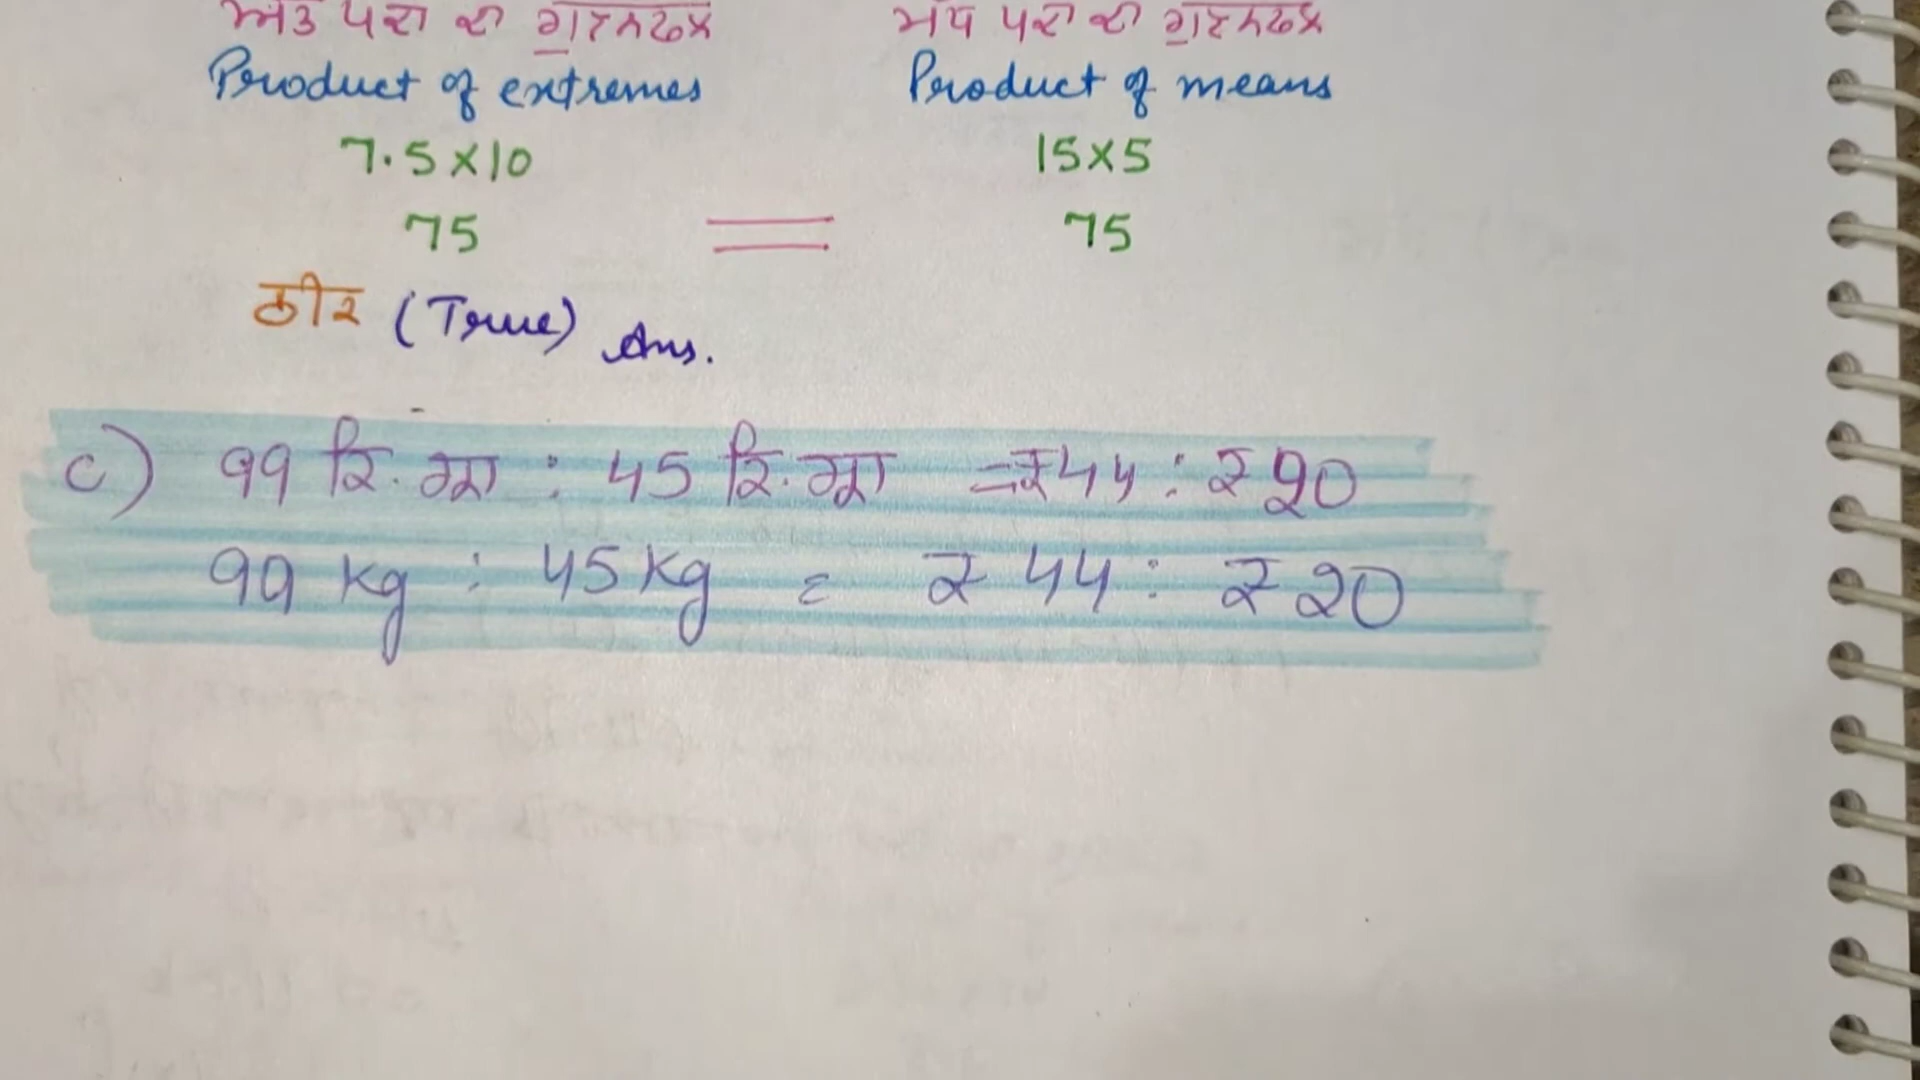 ਅੰਤ ਪਦਾਂ ਦਾ ਗੁਣਨਫਲ ਮੱਧ ਪਦਾਂ ਦਾ ਗੁਣਨਫਲ
Product of extremes Product of means
7.5×10 15×5
75 = 75
ਠੀਕ (True) Ans.
c) 99 ਕਿ.ਗ੍ਰਾ : 45 ਕਿ.ਗ੍ਰਾ = ₹44 : ₹20
99 kg : 45 kg = ₹ 44 : ₹20